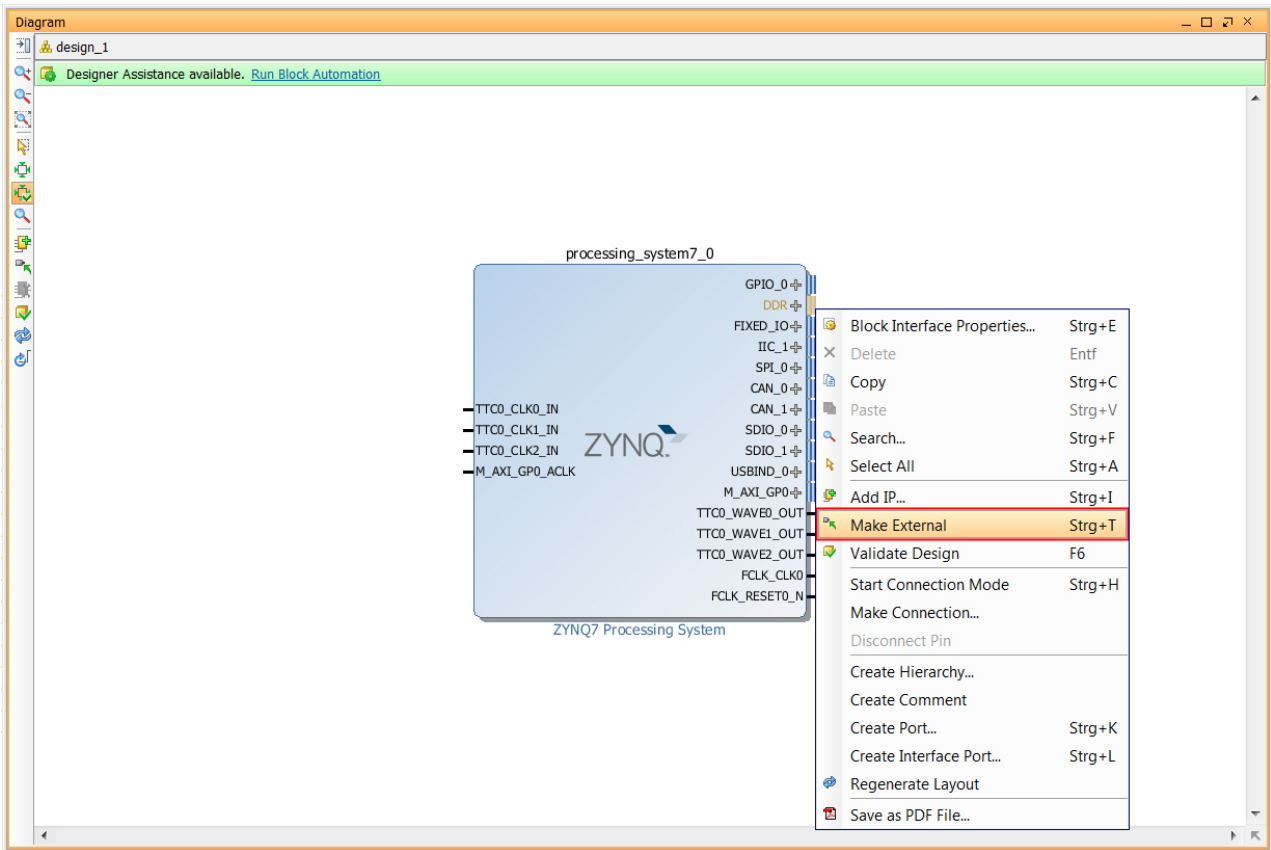 Diagram
design_1
Designer Assistance available. Run Block Automation
processing_system7_0
GPIO_0
DDR
FIXED_IO
IIC_1
SPI_0
CAN_0
CAN_1
SDIO_0
SDIO_1
USBIND_0
M_AXI_GP0
TTC0_WAVE0_OUT
TTC0_WAVE1_OUT
TTC0_WAVE2_OUT
FCLK_CLK0
FCLK_RESET0_N
TTC0_CLK0_IN
TTC0_CLK1_IN
TTC0_CLK2_IN
M_AXI_GP0_ACLK
ZYNQ
ZYNQ7 Processing System
Block Interface Properties... Strg+E
Delete Entf
Copy Strg+C
Paste Strg+V
Search... Strg+F
Select All Strg+A
Add IP... Strg+I
Make External Strg+T
Validate Design F6
Start Connection Mode Strg+H
Make Connection...
Disconnect Pin
Create Hierarchy...
Create Comment
Create Port... Strg+K
Create Interface Port... Strg+L
Regenerate Layout
Save as PDF File...